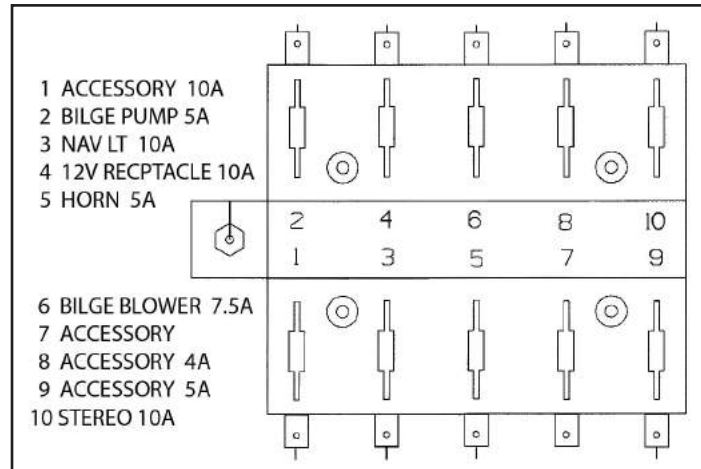 1 ACCESSORY 10A
2 BILGE PUMP 5A
3 NAV LT 10A
4 12V RECPTACLE 10A
5 HORN 5A
2 4 6 8 10
1 3 5 7 9
6 BILGE BLOWER 7.5A
7 ACCESSORY
8 ACCESSORY 4A
9 ACCESSORY 5A
10 STEREO 10A